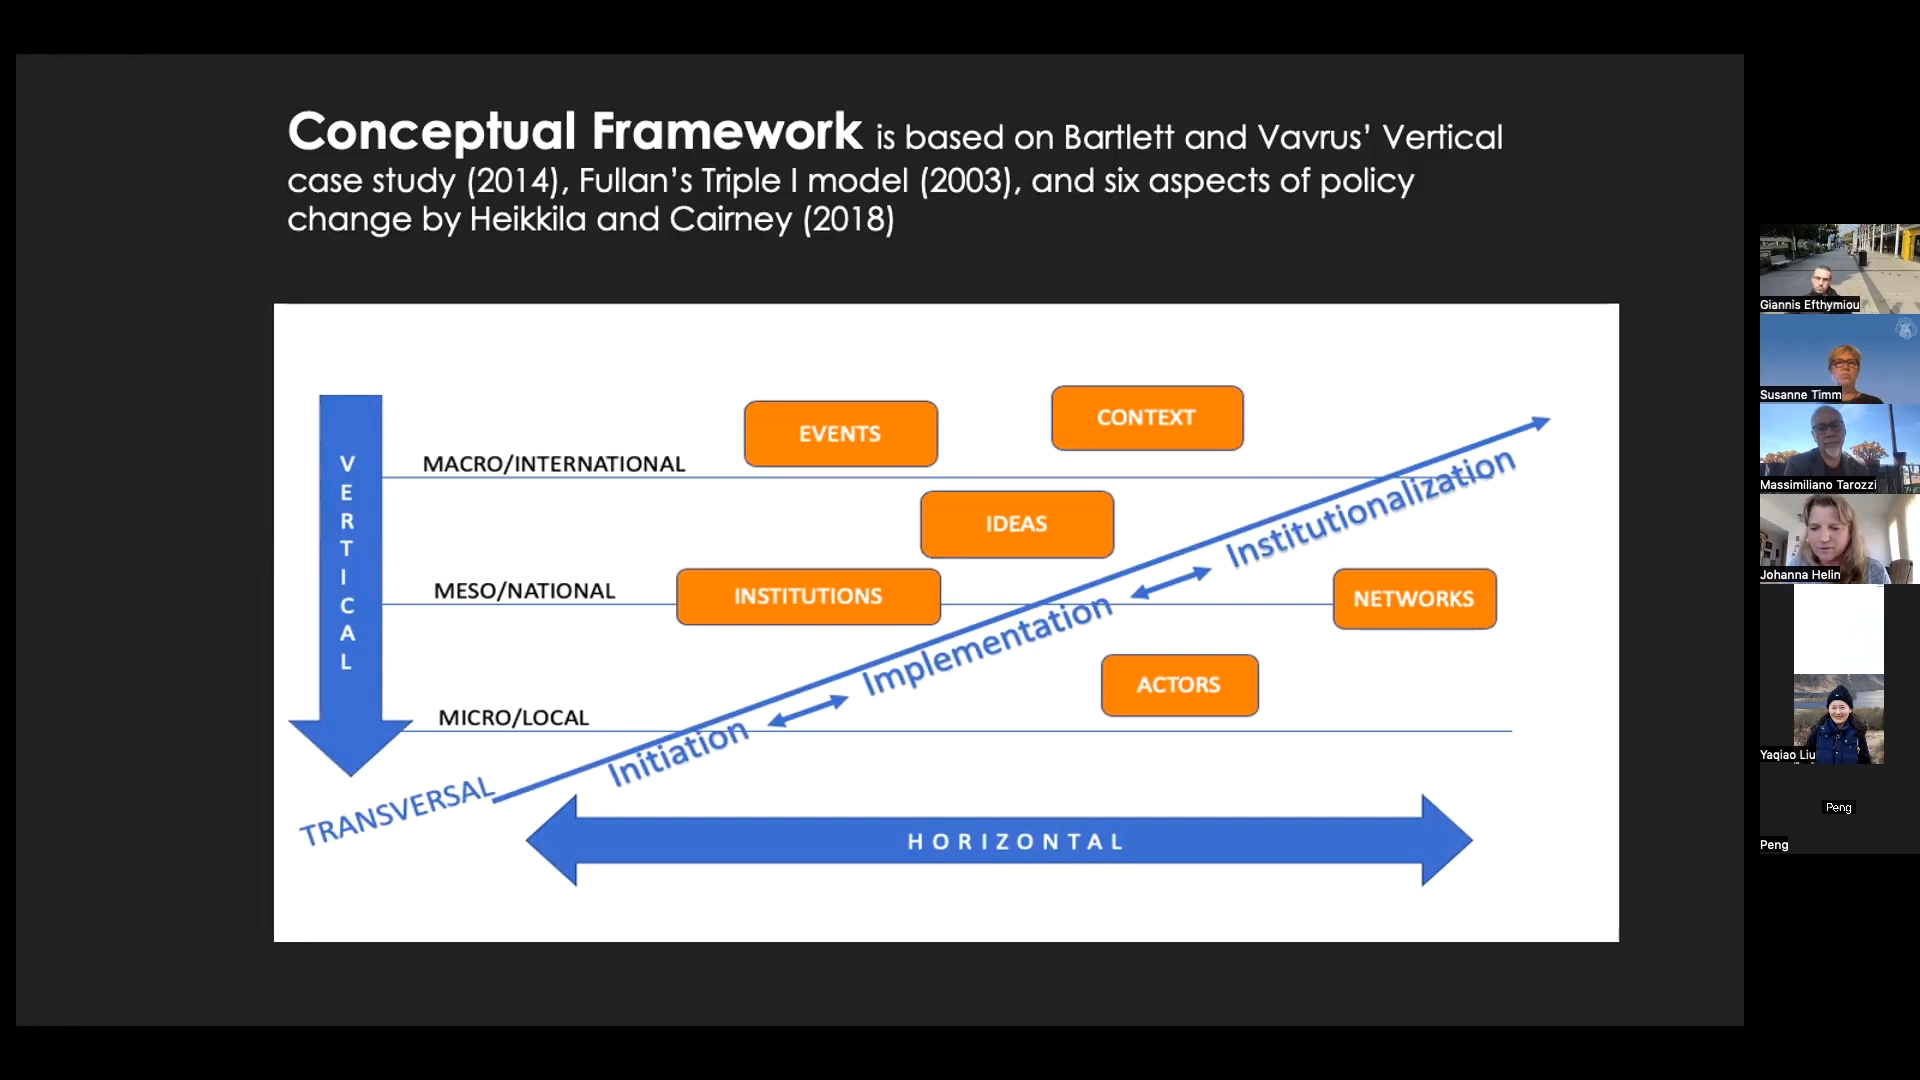 Conceptual Framework is based on Bartlett and Vavrus’ Vertical
case study (2014), Fullan’s Triple I model (2003), and six aspects of policy
change by Heikkila and Cairney (2018)
VERTICAL
MACRO/INTERNATIONAL
EVENTS
CONTEXT
IDEAS
MESO/NATIONAL
INSTITUTIONS
NETWORKS
ACTORS
MICRO/LOCAL
TRANSVERSAL
Initiation
Implementation
Institutionalization
HORIZONTAL
Giannis Efthymiou
Susanne Timm
Massimiliano Tarozzi
Johanna Helin
Yaqiao Liu
Peng
Peng